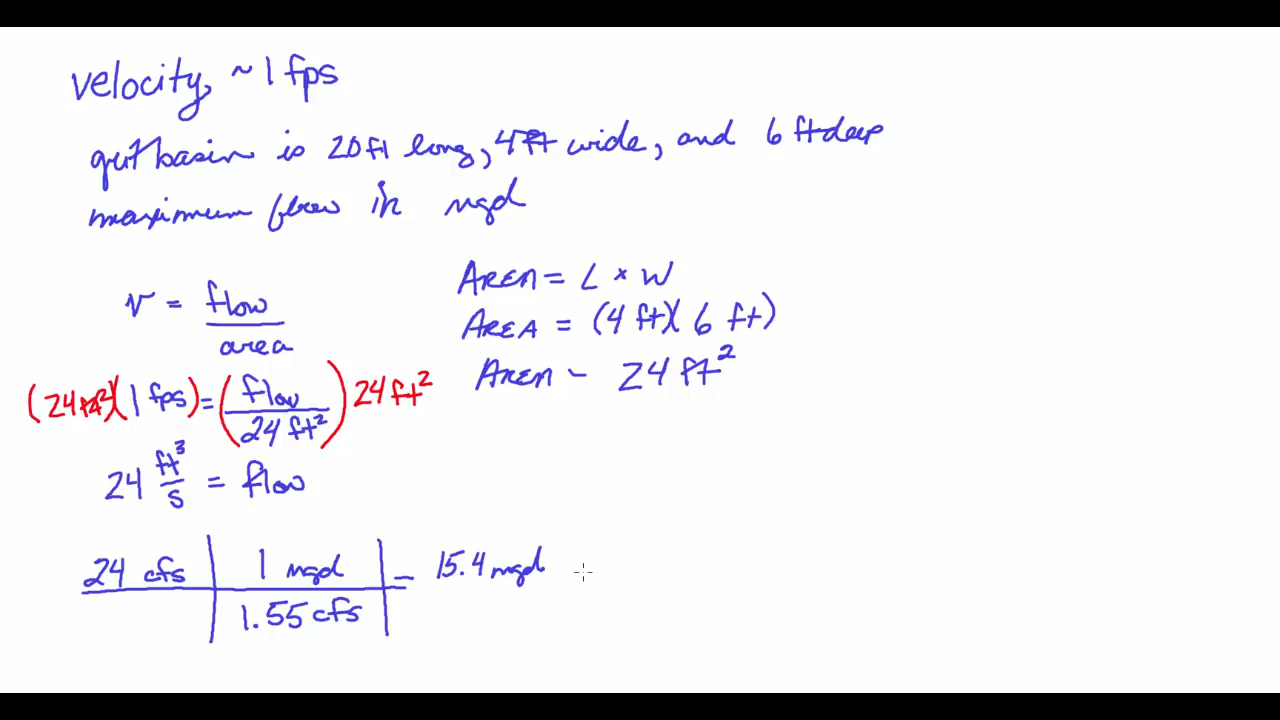 velocity, ~ 1 fps
grit basin is 20 ft long, 4 ft wide, and 6 ft deep
maximum flow in mgd
v = flow / area
AREA = L × W
AREA = (4 ft)(6 ft)
AREA = 24 ft²
(24 ft²)(1 fps) = (flow / 24 ft²) 24 ft²
24 ft³/s = flow
24 cfs | 1 mgd | = 15.4 mgd
1.55 cfs